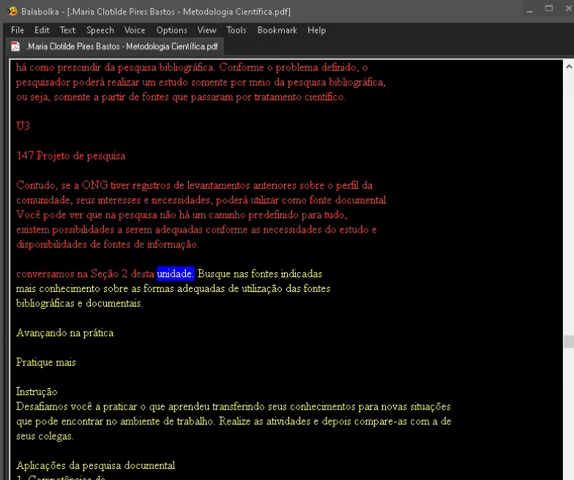 Balabolka - [.Maria Clotilde Pires Bastos - Metodologia Científica.pdf]
File Edit Text Speech Voice Options View Tools Bookmark Help
.Maria Clotilde Pires Bastos - Metodologia Científica.pdf
há como prescindir da pesquisa bibliográfica. Conforme o problema definido, o
pesquisador poderá realizar um estudo somente por meio da pesquisa bibliográfica,
ou seja, somente a partir de fontes que passaram por tratamento científico.
U3
147 Projeto de pesquisa
Contudo, se a ONG tiver registros de levantamentos anteriores sobre o perfil da
comunidade, seus interesses e necessidades, poderá utilizar como fonte documental.
Você pode ver que na pesquisa não há um caminho predefinido para tudo,
existem possibilidades a serem adequadas conforme as necessidades do estudo e
disponibilidades de fontes de informação.
conversamos na Seção 2 desta unidade. Busque nas fontes indicadas
mais conhecimento sobre as formas adequadas de utilização das fontes
bibliográficas e documentais.
Avançando na prática
Pratique mais
Instrução
Desafiamos você a praticar o que aprendeu transferindo seus conhecimentos para novas situações
que pode encontrar no ambiente de trabalho. Realize as atividades e depois compare-as com a de
seus colegas.
Aplicações da pesquisa documental
1. Competências de